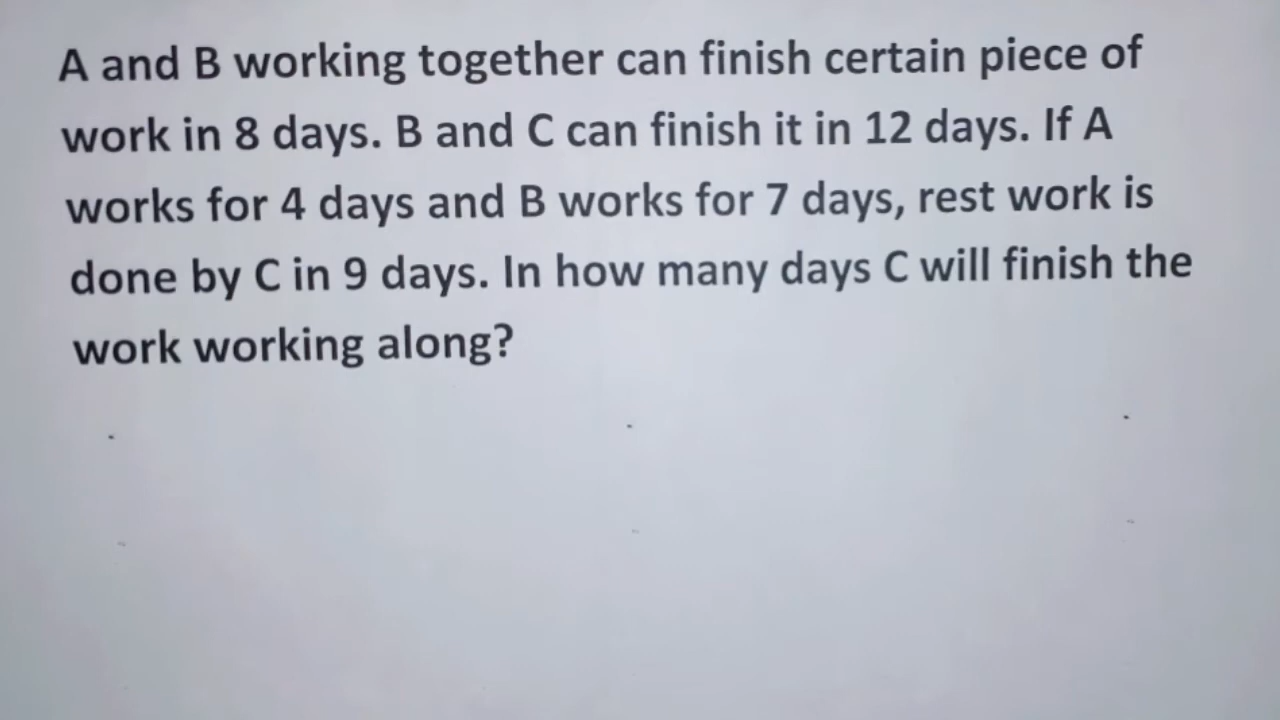 A and B working together can finish certain piece of
work in 8 days. B and C can finish it in 12 days. If A
works for 4 days and B works for 7 days, rest work is
done by C in 9 days. In how many days C will finish the
work working along?